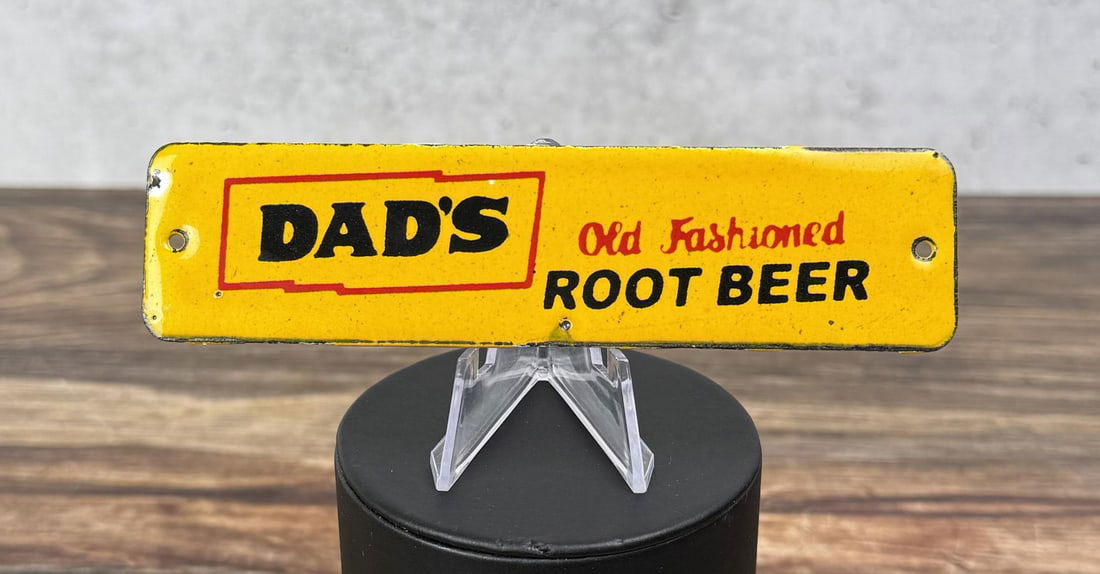 DAD'S
Old Fashioned
ROOT BEER